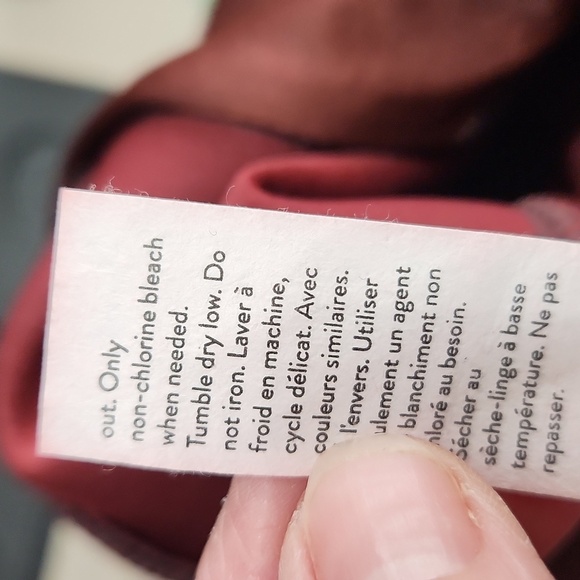 out. Only
non-chlorine bleach
when needed.
Tumble dry low. Do
not iron. Laver à
froid en machine,
cycle délicat. Avec
couleurs similaires.
l'envers. Utiliser
ulement un agent
blanchiment non
hloré au besoin.
Sécher au
sèche-linge à basse
température. Ne pas
repasser.